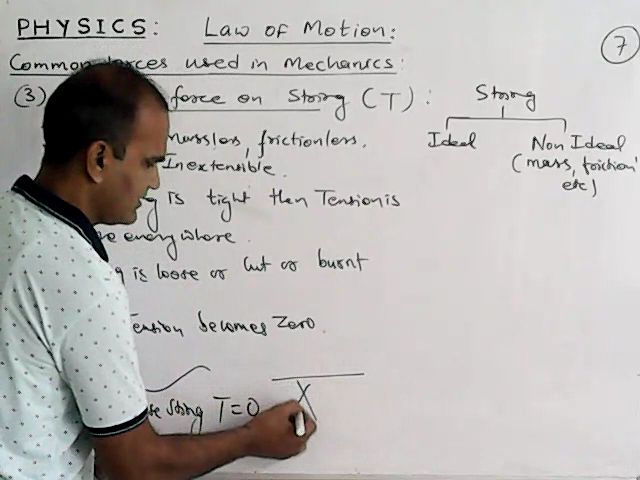 PHYSICS: Law of Motion:
7
Common forces used in Mechanics:
(3) force on String (T):
String
Ideal
Non Ideal
(mass, friction
etc)
Massless, frictionless.
Inextensible.
is tight then Tension is
everywhere.
is loose or Cut or burnt
Tension becomes Zero.
String T=0